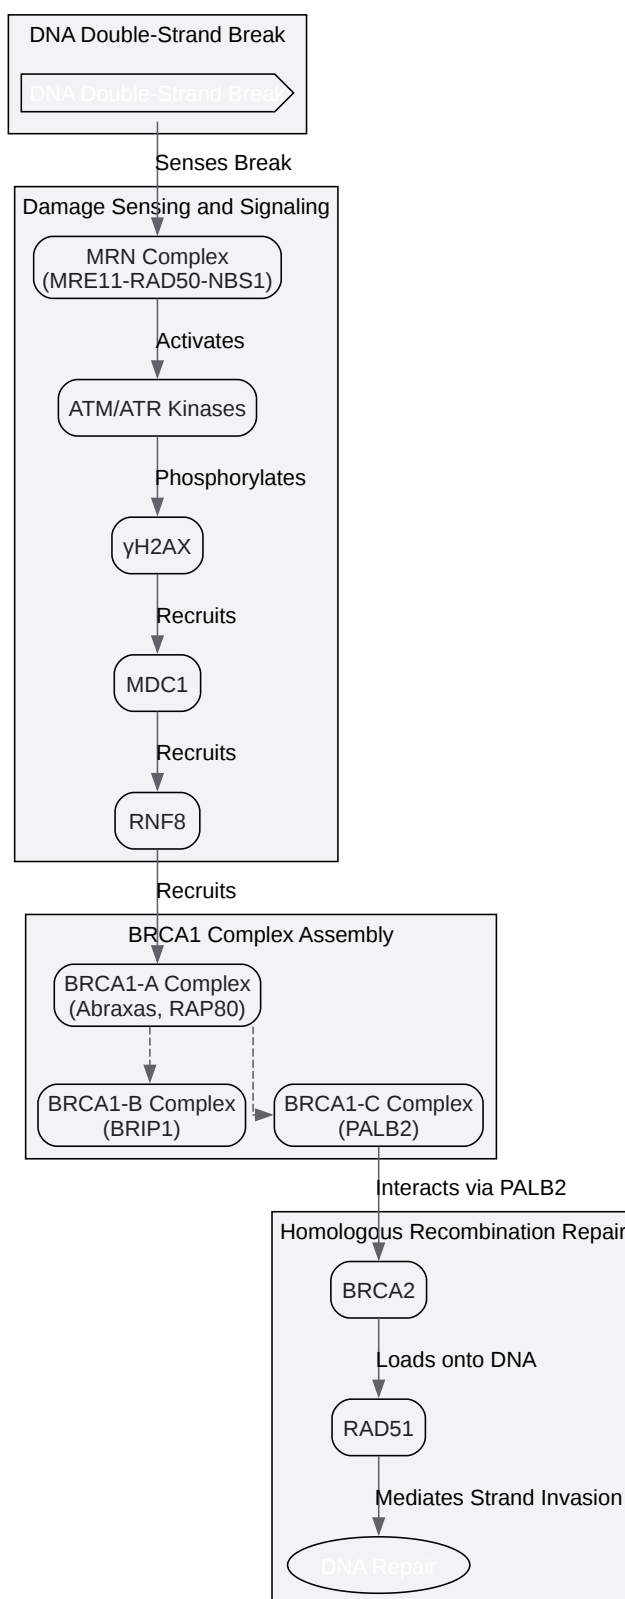 DNA Double-Strand Break
DNA Double-Strand Break
Senses Break
Damage Sensing and Signaling
MRN Complex
(MRE11-RAD50-NBS1)
Activates
ATM/ATR Kinases
Phosphorylates
γH2AX
Recruits
MDC1
Recruits
RNF8
Recruits
BRCA1 Complex Assembly
BRCA1-A Complex
(Abraxas, RAP80)
BRCA1-B Complex
(BRIP1)
BRCA1-C Complex
(PALB2)
Interacts via PALB2
Homologous Recombination Repair
BRCA2
Loads onto DNA
RAD51
Mediates Strand Invasion
DNA Repair